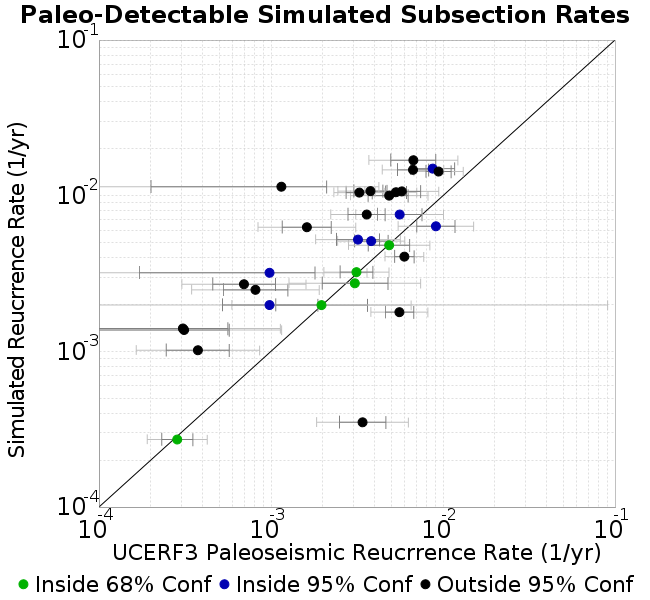 Paleo-Detectable Simulated Subsection Rates
10-1
10-2
10-3
10-4
Simulated Reucrrence Rate (1/yr)
10-4 10-3 10-2 10-1
UCERF3 Paleoseismic Reucrrence Rate (1/yr)
Inside 68% Conf Inside 95% Conf Outside 95% Conf